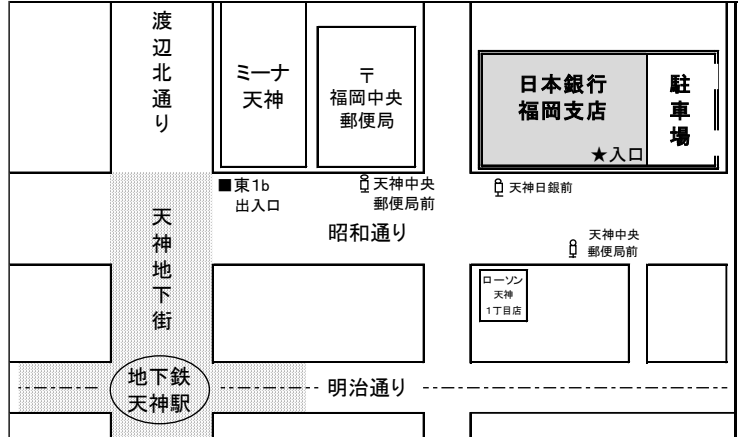 渡辺北通り
ミーナ
天神
〒
福岡中央
郵便局
日本銀行
福岡支店
★入口
駐車場
■東1b
出入口
天神中央
郵便局前
天神日銀前
天神地下街
昭和通り
天神中央
郵便局前
ローソン
天神
1丁目店
地下鉄
天神駅
明治通り